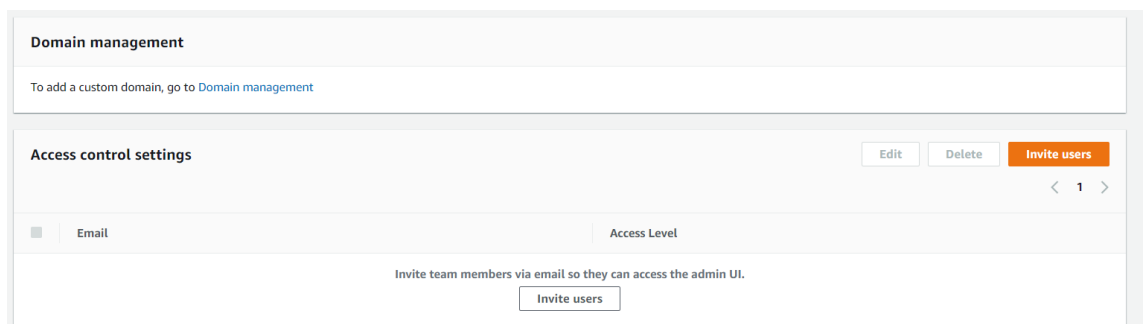 Domain management
To add a custom domain, go to Domain management
Access control settings
Edit
Delete
Invite users
1
Email
Access Level
Invite team members via email so they can access the admin UI.
Invite users